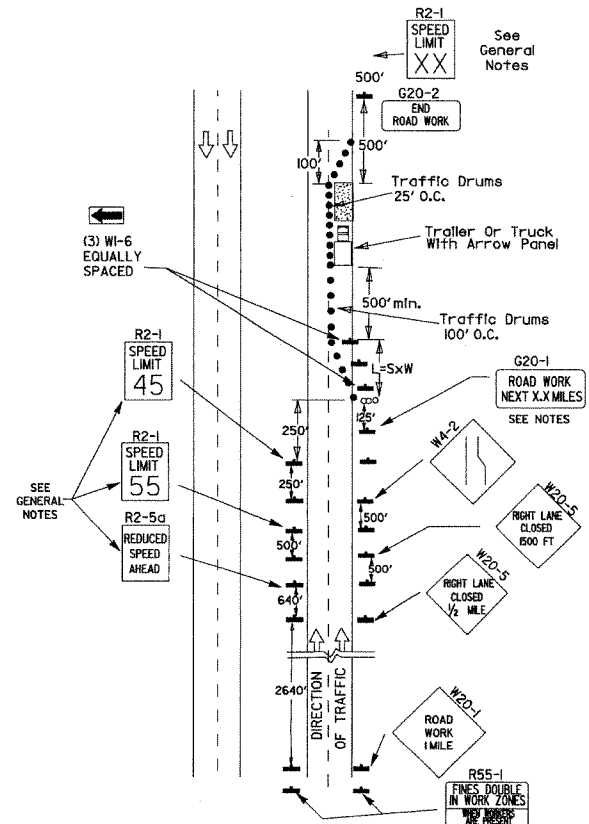 R2-1
SPEED
LIMIT
XX
See
General
Notes
500'
G20-2
END
ROAD WORK
500'
100'
Traffic Drums
25' O.C.
Trailer Or Truck
With Arrow Panel
(3) W1-6
EQUALLY
SPACED
500' min.
Traffic Drums
100' O.C.
R2-1
SPEED
LIMIT
45
L=SxW
G20-1
ROAD WORK
NEXT X.X MILES
SEE NOTES
125'
250'
W4-2
R2-1
SPEED
LIMIT
55
250'
SEE
GENERAL
NOTES
500'
W20-5
RIGHT LANE
CLOSED
1500 FT
R2-5a
REDUCED
SPEED
AHEAD
500'
500'
W20-5
RIGHT LANE
CLOSED
1/2 MILE
640'
2640'
DIRECTION
OF TRAFFIC
W20-1
ROAD
WORK
1 MILE
R55-1
FINES DOUBLE
IN WORK ZONES
WHEN WORKERS
ARE PRESENT